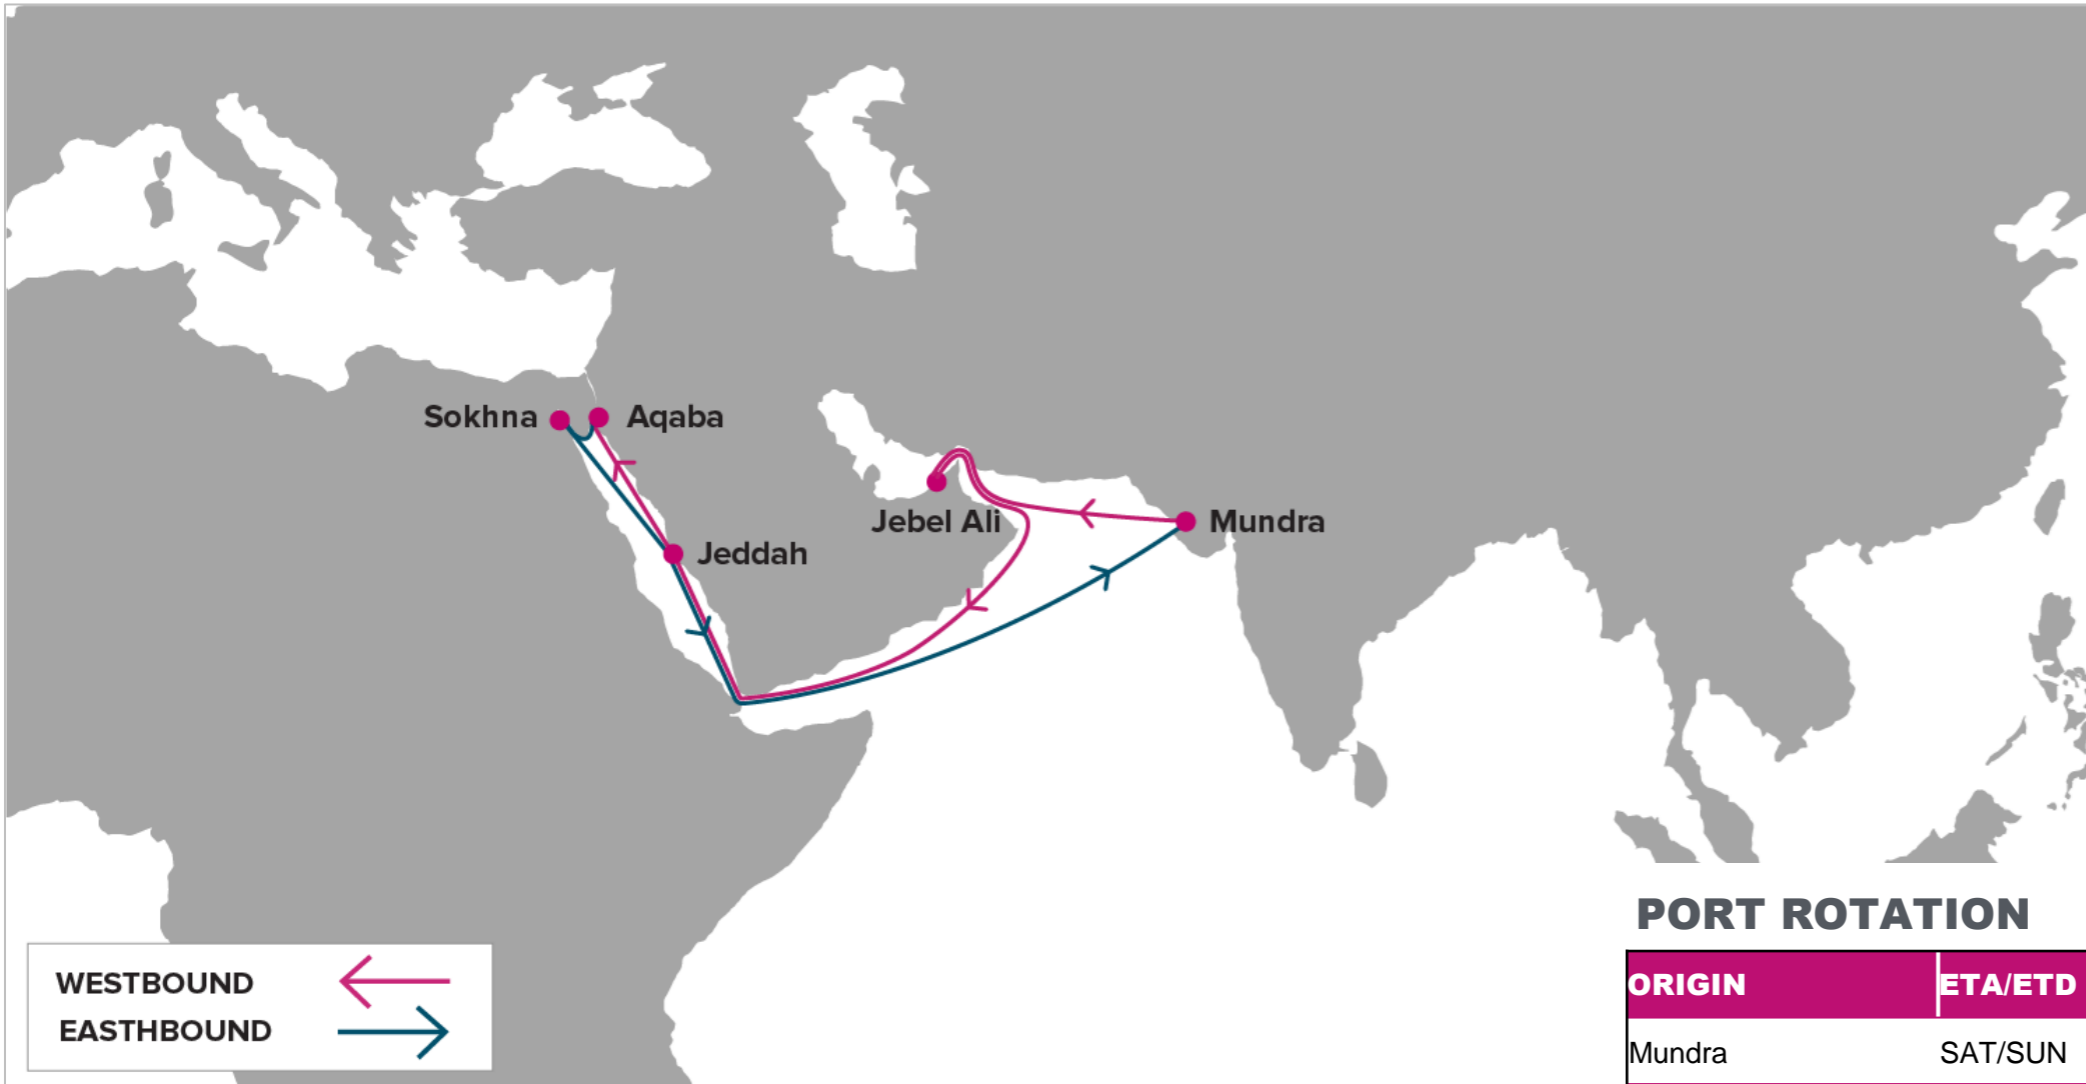 Sokhna
Aqaba
Jebel Ali
Mundra
Jeddah
WESTBOUND
EASTHBOUND
PORT ROTATION
ORIGIN ETA/ETD
Mundra SAT/SUN